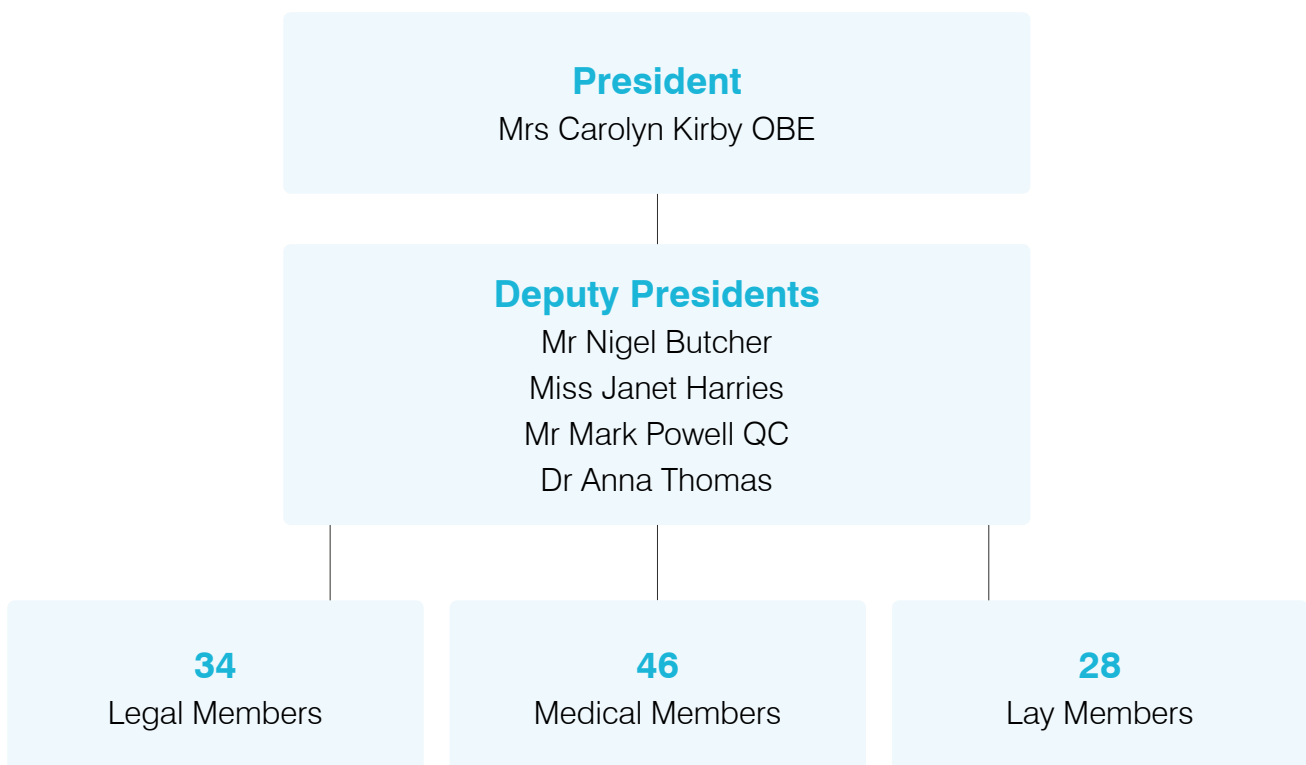 President
Mrs Carolyn Kirby OBE
Deputy Presidents
Mr Nigel Butcher
Miss Janet Harries
Mr Mark Powell QC
Dr Anna Thomas
34
Legal Members
46
Medical Members
28
Lay Members